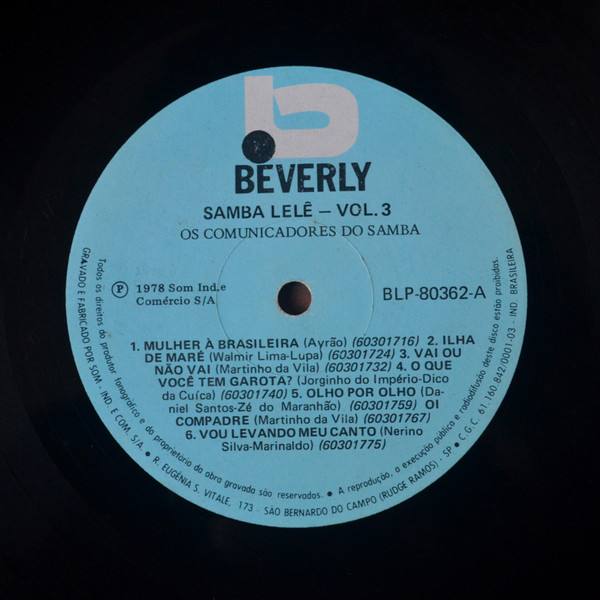 b
BEVERLY
SAMBA LELÊ – VOL. 3
OS COMUNICADORES DO SAMBA
Ⓟ 1978 Som Ind. e
Comércio S/A
BLP-80362-A
1. MULHER À BRASILEIRA (Ayrão) (60301716) 2. ILHA
DE MARÉ (Walmir Lima-Lupa) (60301724) 3. VAI OU
NÃO VAI (Martinho da Vila) (60301732) 4. O QUE
VOCÊ TEM GAROTA? (Jorginho do Império-Dico
da Cuíca) (60301740) 5. OLHO POR OLHO (Da-
niel Santos-Zé do Maranhão) (60301759) OI
COMPADRE (Martinho da Vila) (60301767)
6. VOU LEVANDO MEU CANTO (Nerino
Silva-Marinaldo) (60301775)
Todos os direitos do produtor fonográfico e do proprietário da obra gravada são reservados. • A reprodução, a execução pública e radiodifusão deste disco estão proibidas.
GRAVADO E FABRICADO POR SOM - IND. E COM. S/A. • R. EUGÊNIA S. VITALE, 173 - SÃO BERNARDO DO CAMPO (RUDGE RAMOS) - SP • C.G.C. 61.160.842/0001-03 - IND. BRASILEIRA